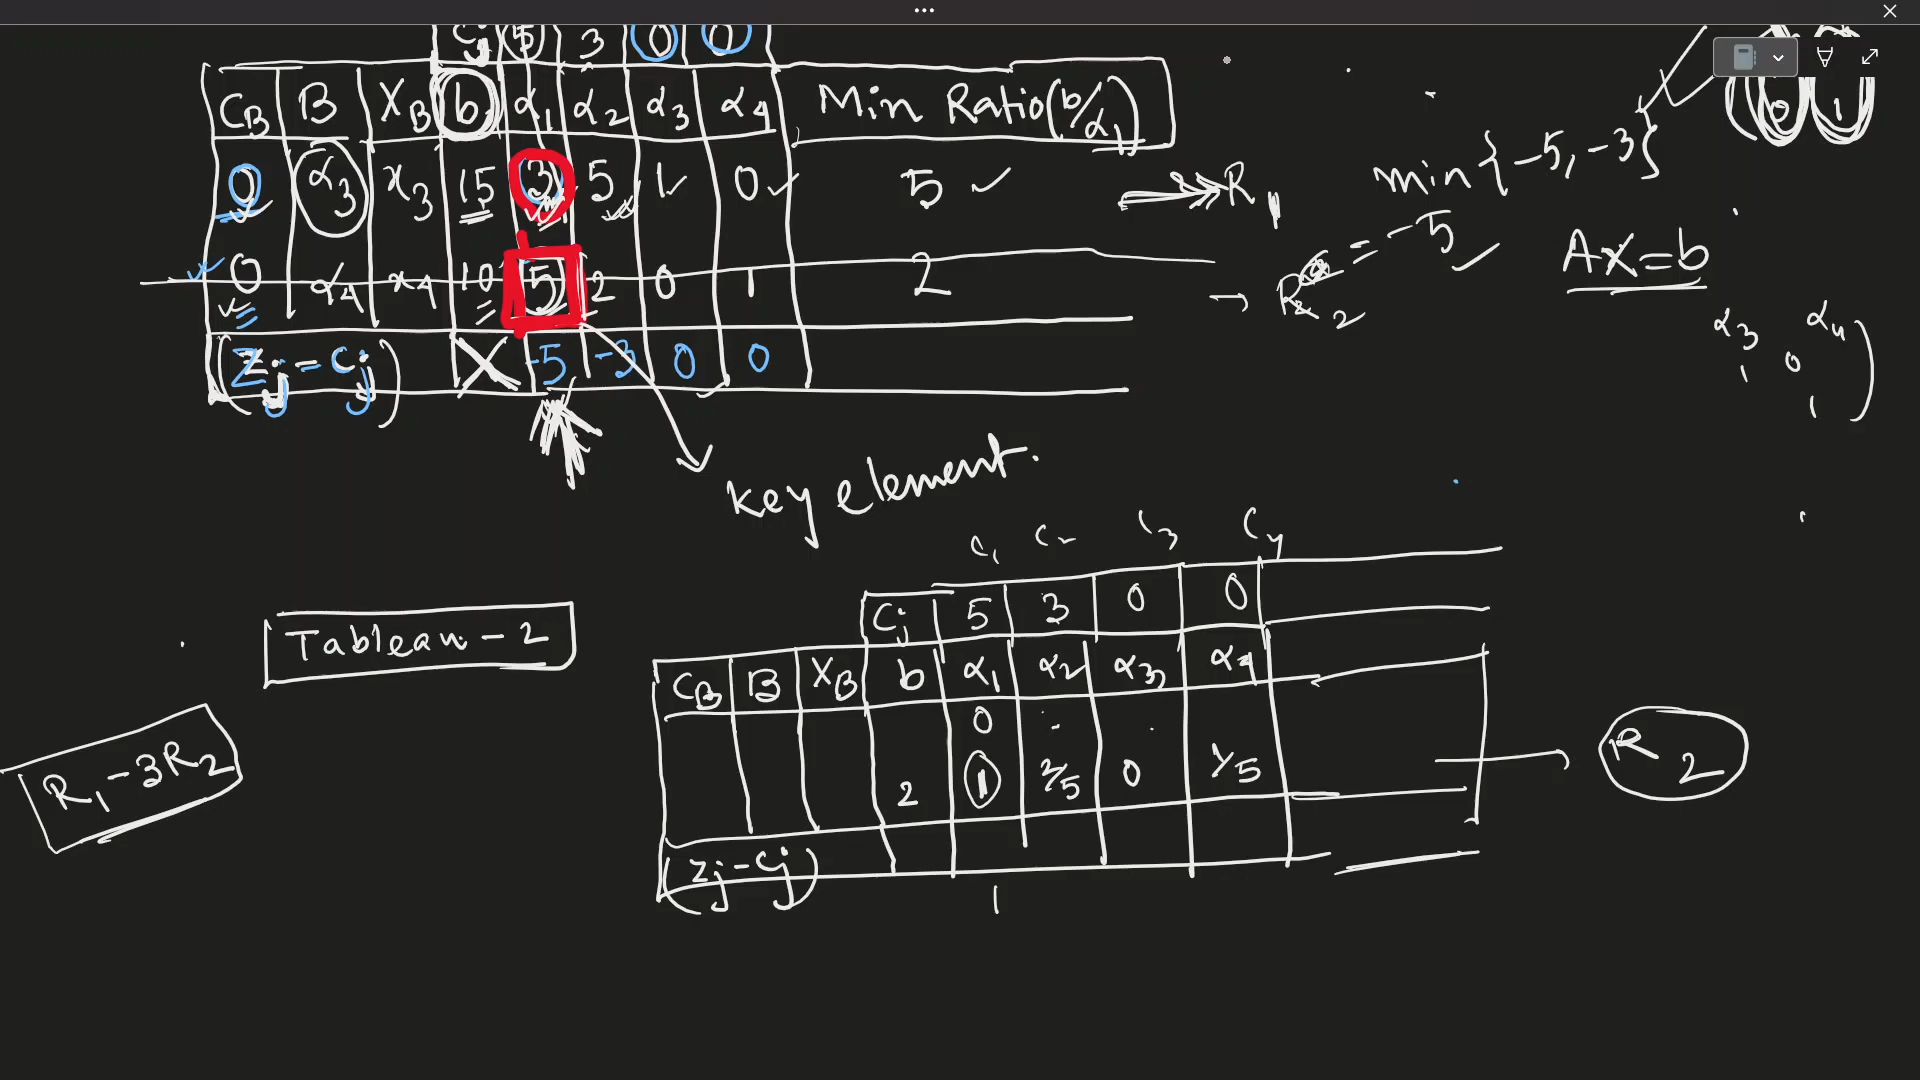 Cj 5 3 0 0
CB B XB b α1 α2 α3 α4 Min Ratio(b/α1)
0 α3 x3 15 3 5 1 0 5 → R1
0 α4 x4 10 5 2 0 1 2 → R2
(Zj - Cj) -5 -3 0 0
min{-5, -3}
= -5
AX=b
α3 α4
1 0
1
0 1
key element.
C1 C2 C3 C4
Tableau - 2
Cj 5 3 0 0
CB B XB b α1 α2 α3 α4
0
2 1 2/5 0 1/5
R2
(Zj - Cj)
R1-3R2